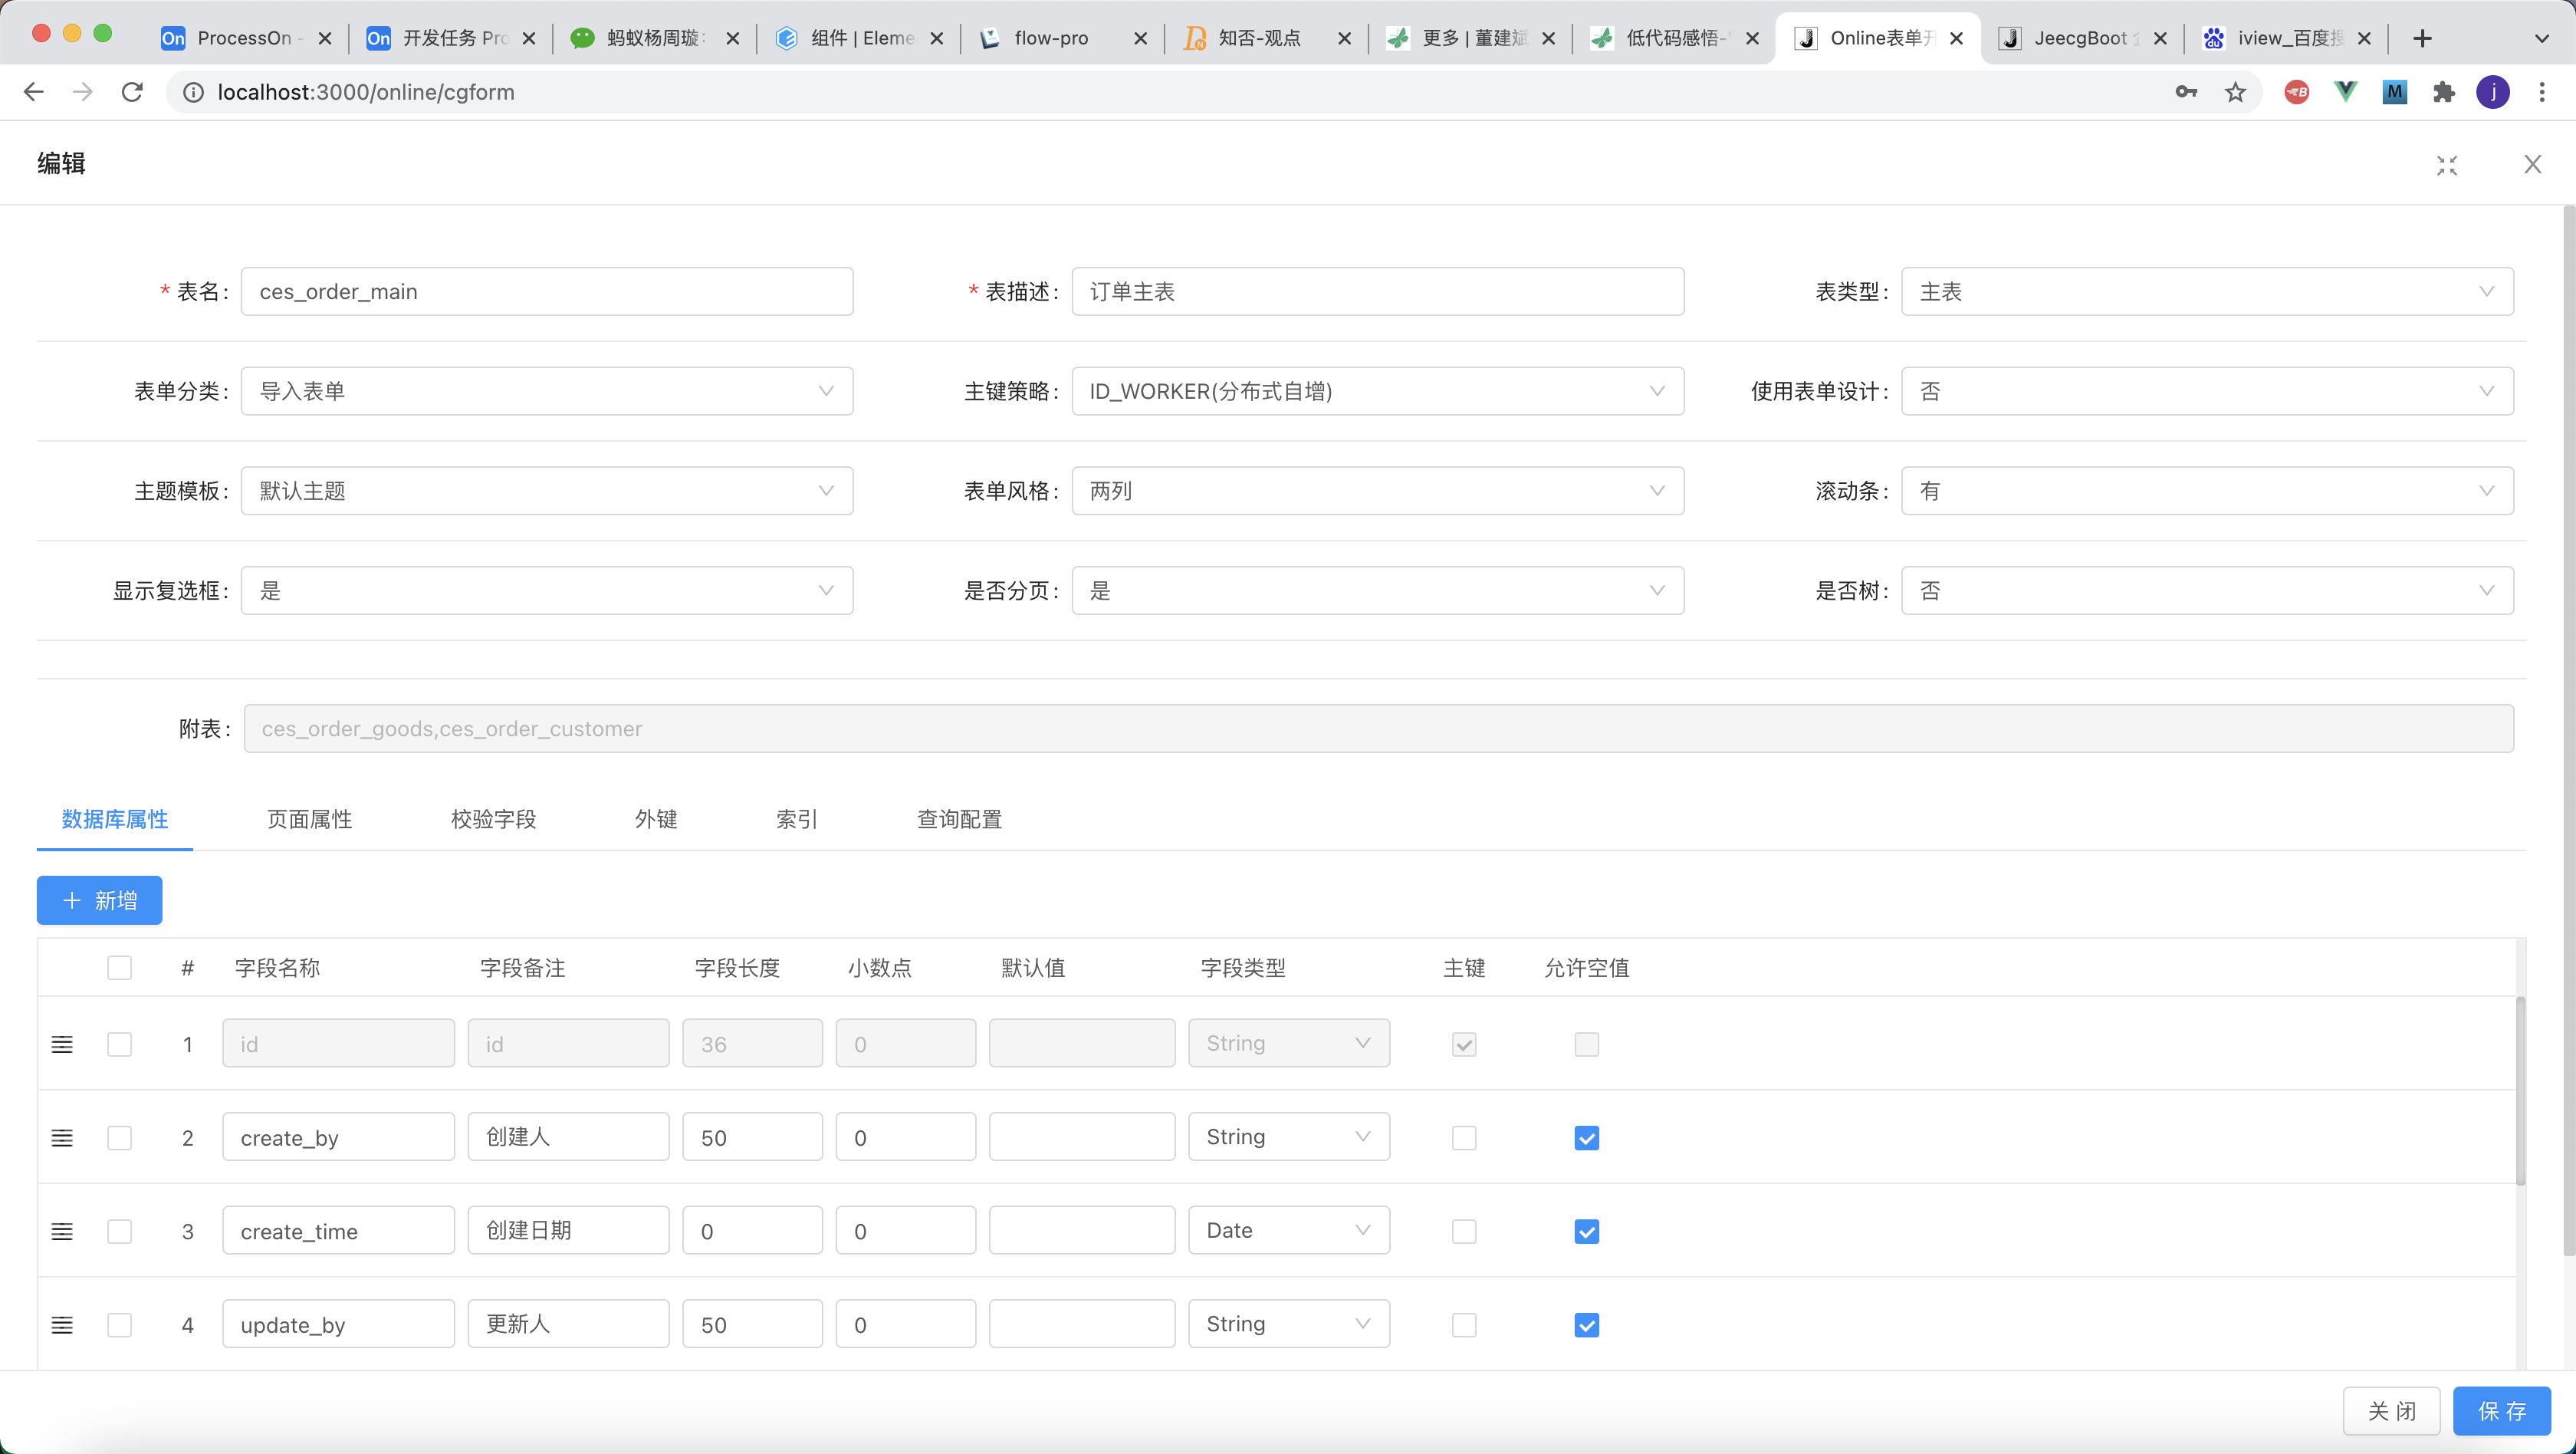 ProcessOn -
开发任务 Pro
蚂蚁杨周璇:
组件 | Eleme
flow-pro
知否-观点
更多 | 董建斌
低代码感悟-
Online表单开
JeecgBoot
iview_百度搜
localhost:3000/online/cgform
编辑
* 表名: ces_order_main * 表描述: 订单主表 表类型: 主表
表单分类: 导入表单 主键策略: ID_WORKER(分布式自增) 使用表单设计: 否
主题模板: 默认主题 表单风格: 两列 滚动条: 有
显示复选框: 是 是否分页: 是 是否树: 否
附表: ces_order_goods,ces_order_customer
数据库属性 页面属性 校验字段 外键 索引 查询配置
新增
# 字段名称 字段备注 字段长度 小数点 默认值 字段类型 主键 允许空值
1 id id 36 0 String
2 create_by 创建人 50 0 String
3 create_time 创建日期 0 0 Date
4 update_by 更新人 50 0 String
关 闭 保 存